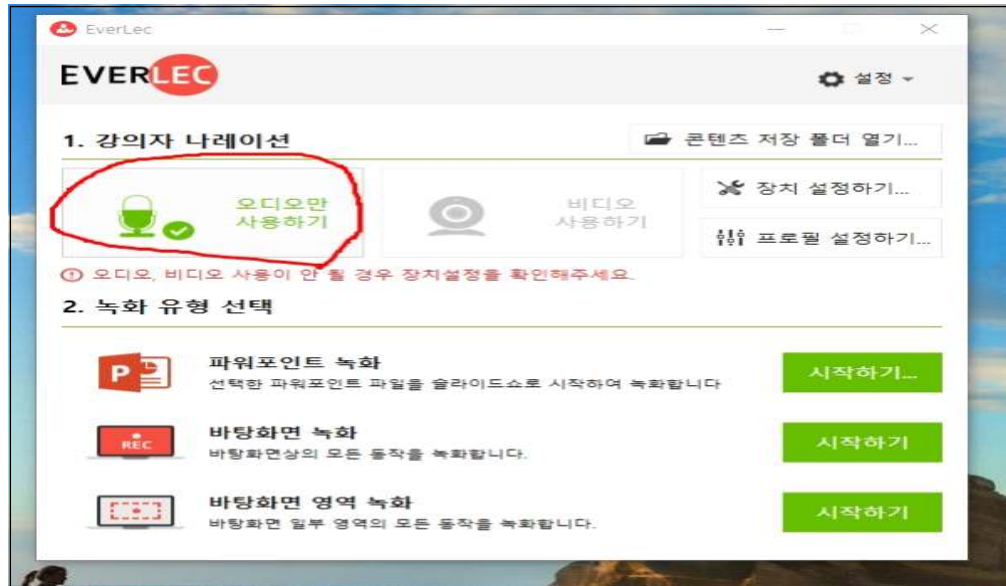 EverLec
EVERLEC
설정
1. 강의자 나레이션
콘텐츠 저장 폴더 열기...
오디오만
사용하기
비디오
사용하기
장치 설정하기...
프로필 설정하기...
오디오, 비디오 사용이 안 될 경우 장치설정을 확인해주세요.
2. 녹화 유형 선택
P
파워포인트 녹화
선택한 파워포인트 파일을 슬라이드쇼로 시작하여 녹화합니다
시작하기...
REC
바탕화면 녹화
바탕화면상의 모든 동작을 녹화합니다.
시작하기
바탕화면 영역 녹화
바탕화면 일부 영역의 모든 동작을 녹화합니다.
시작하기